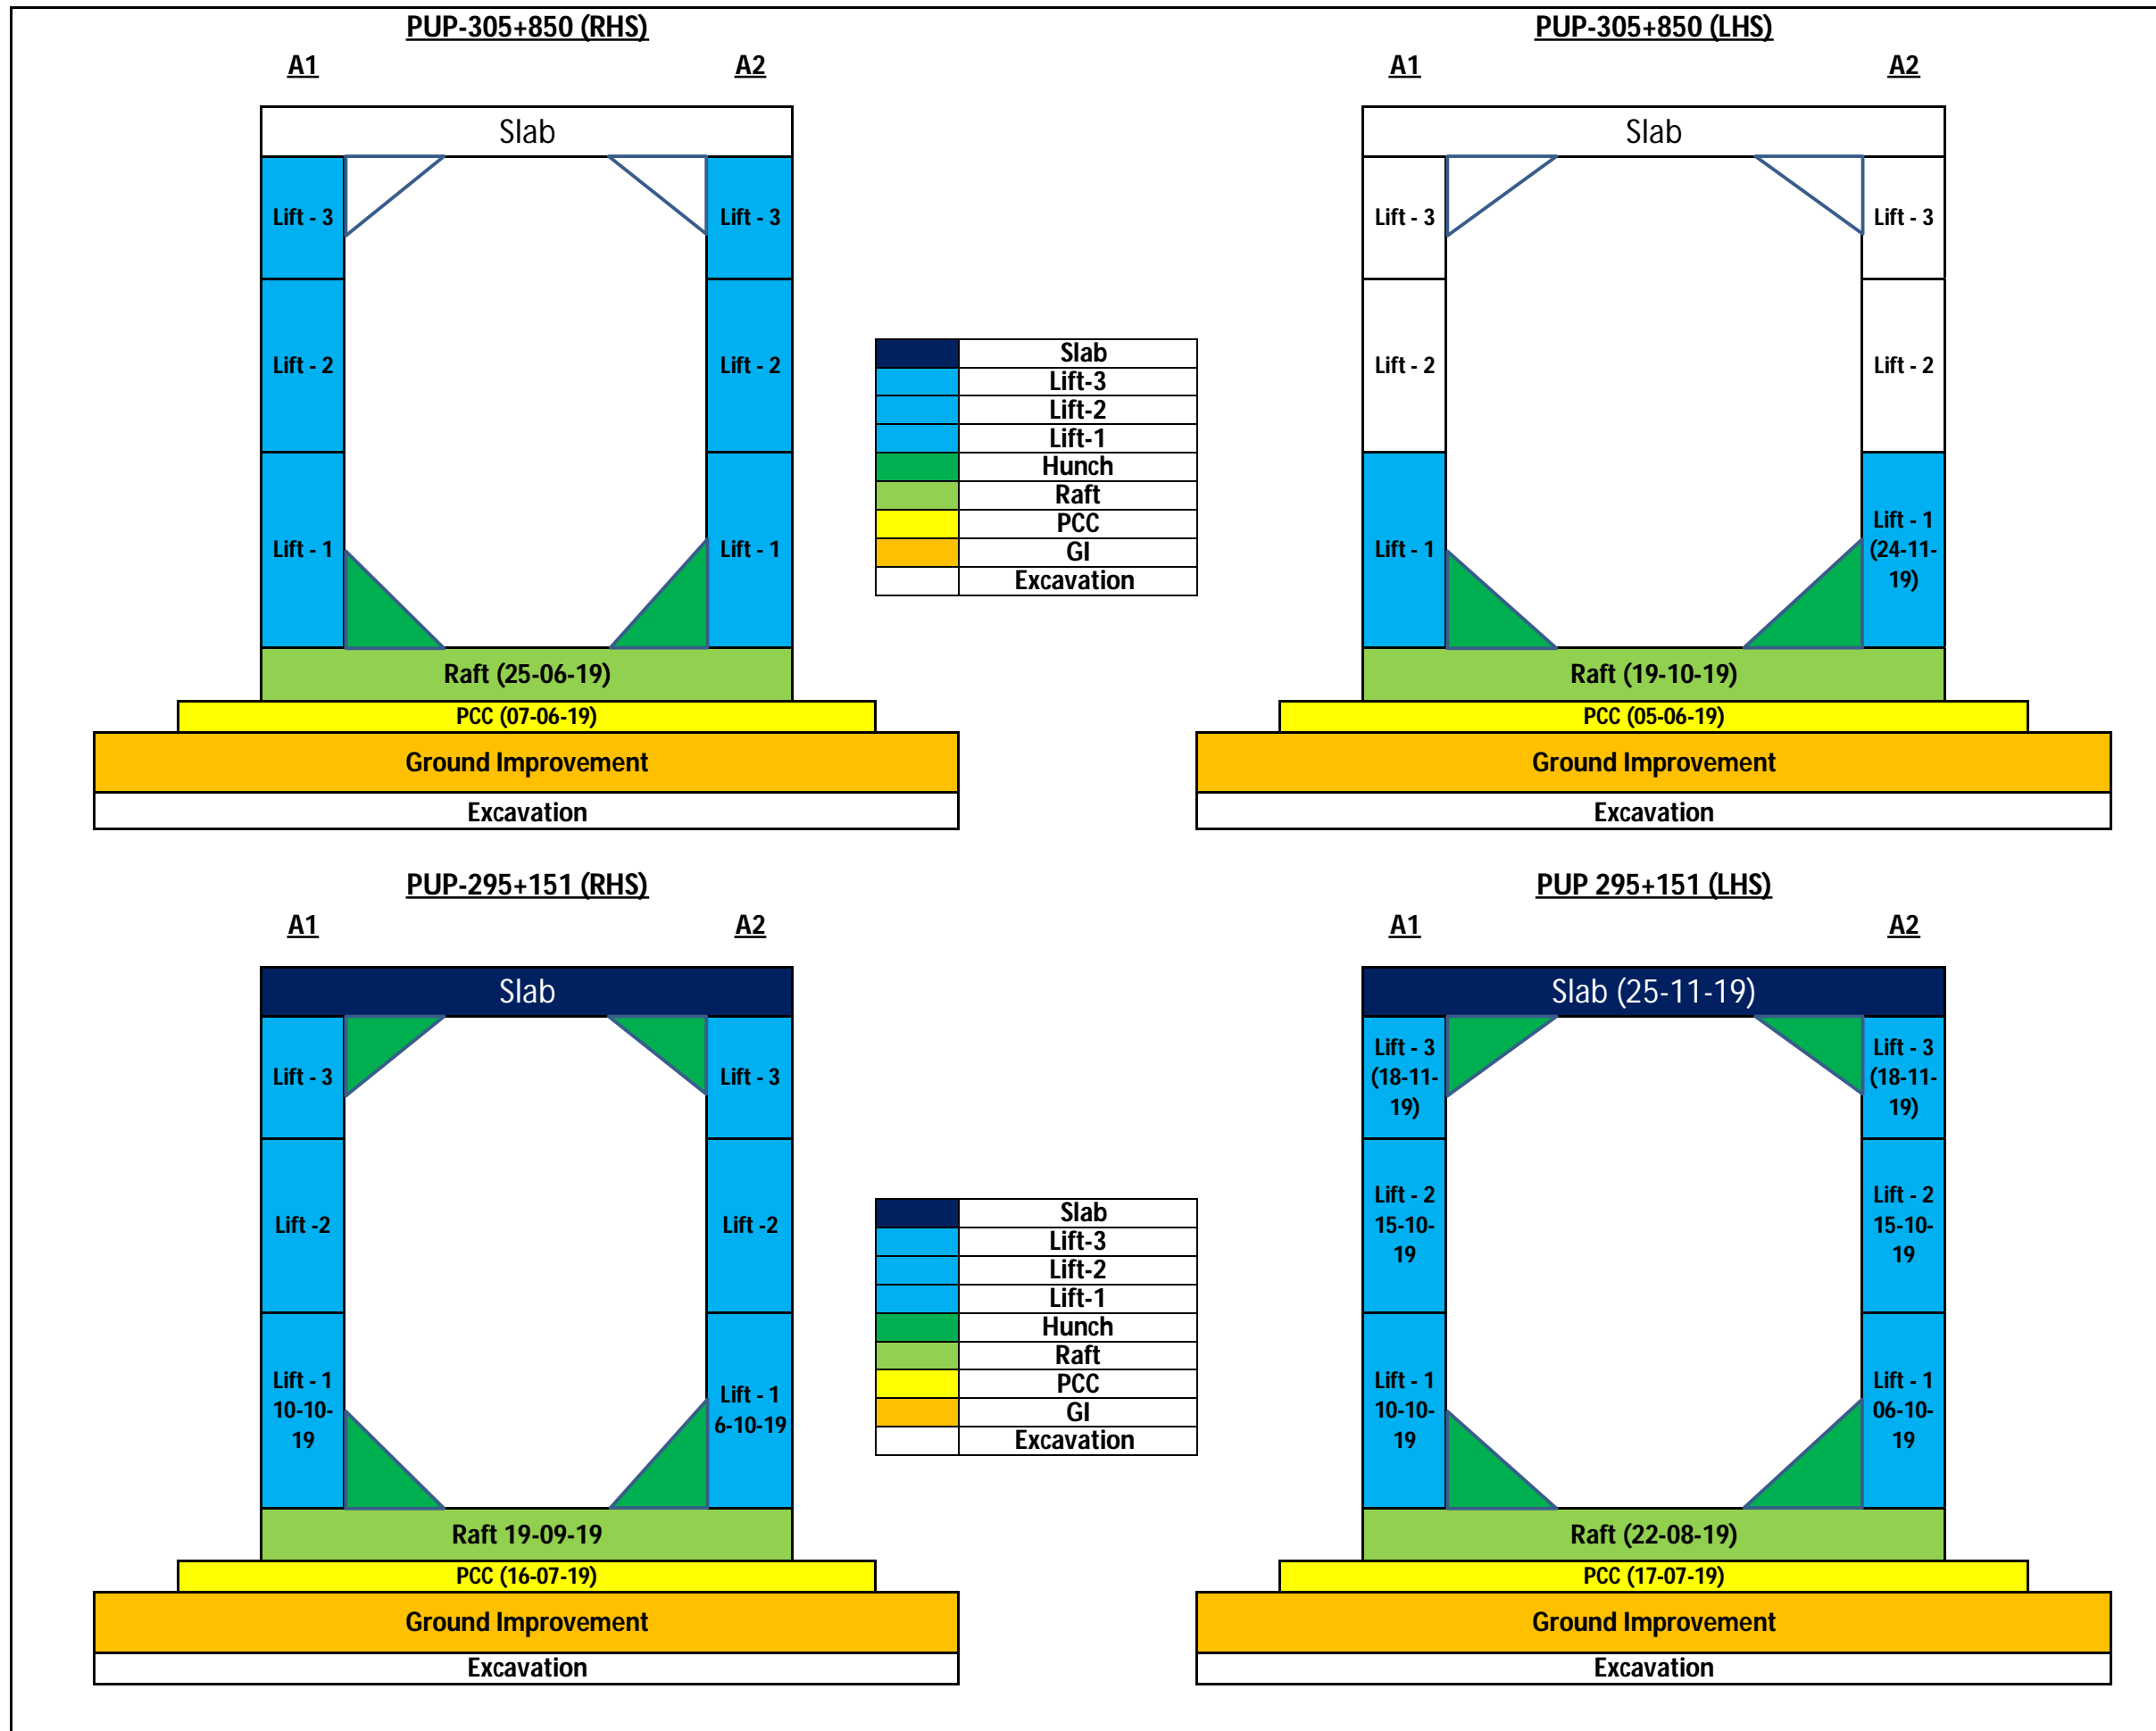 PUP-305+850 (RHS)
A1
A2
Slab
Lift - 3
Lift - 3
Lift - 2
Lift - 2
Lift - 1
Lift - 1
Raft (25-06-19)
PCC (07-06-19)
Ground Improvement
Excavation
Slab
Lift-3
Lift-2
Lift-1
Hunch
Raft
PCC
GI
Excavation
PUP-305+850 (LHS)
A1
A2
Slab
Lift - 3
Lift - 3
Lift - 2
Lift - 2
Lift - 1
Lift - 1
(24-11-
19)
Raft (19-10-19)
PCC (05-06-19)
Ground Improvement
Excavation
PUP-295+151 (RHS)
A1
A2
Slab
Lift - 3
Lift - 3
Lift -2
Lift -2
Lift - 1
10-10-
19
Lift - 1
6-10-19
Raft 19-09-19
PCC (16-07-19)
Ground Improvement
Excavation
Slab
Lift-3
Lift-2
Lift-1
Hunch
Raft
PCC
GI
Excavation
PUP 295+151 (LHS)
A1
A2
Slab (25-11-19)
Lift - 3
(18-11-
19)
Lift - 3
(18-11-
19)
Lift - 2
15-10-
19
Lift - 2
15-10-
19
Lift - 1
10-10-
19
Lift - 1
06-10-
19
Raft (22-08-19)
PCC (17-07-19)
Ground Improvement
Excavation